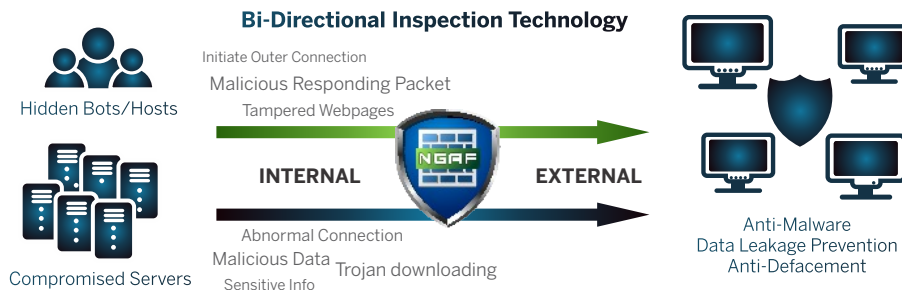 Bi-Directional Inspection Technology
Initiate Outer Connection
Malicious Responding Packet
Tampered Webpages
Hidden Bots/Hosts
NGAF
INTERNAL
EXTERNAL
Abnormal Connection
Malicious Data
Trojan downloading
Sensitive Info
Compromised Servers
Anti-Malware
Data Leakage Prevention
Anti-Defacement